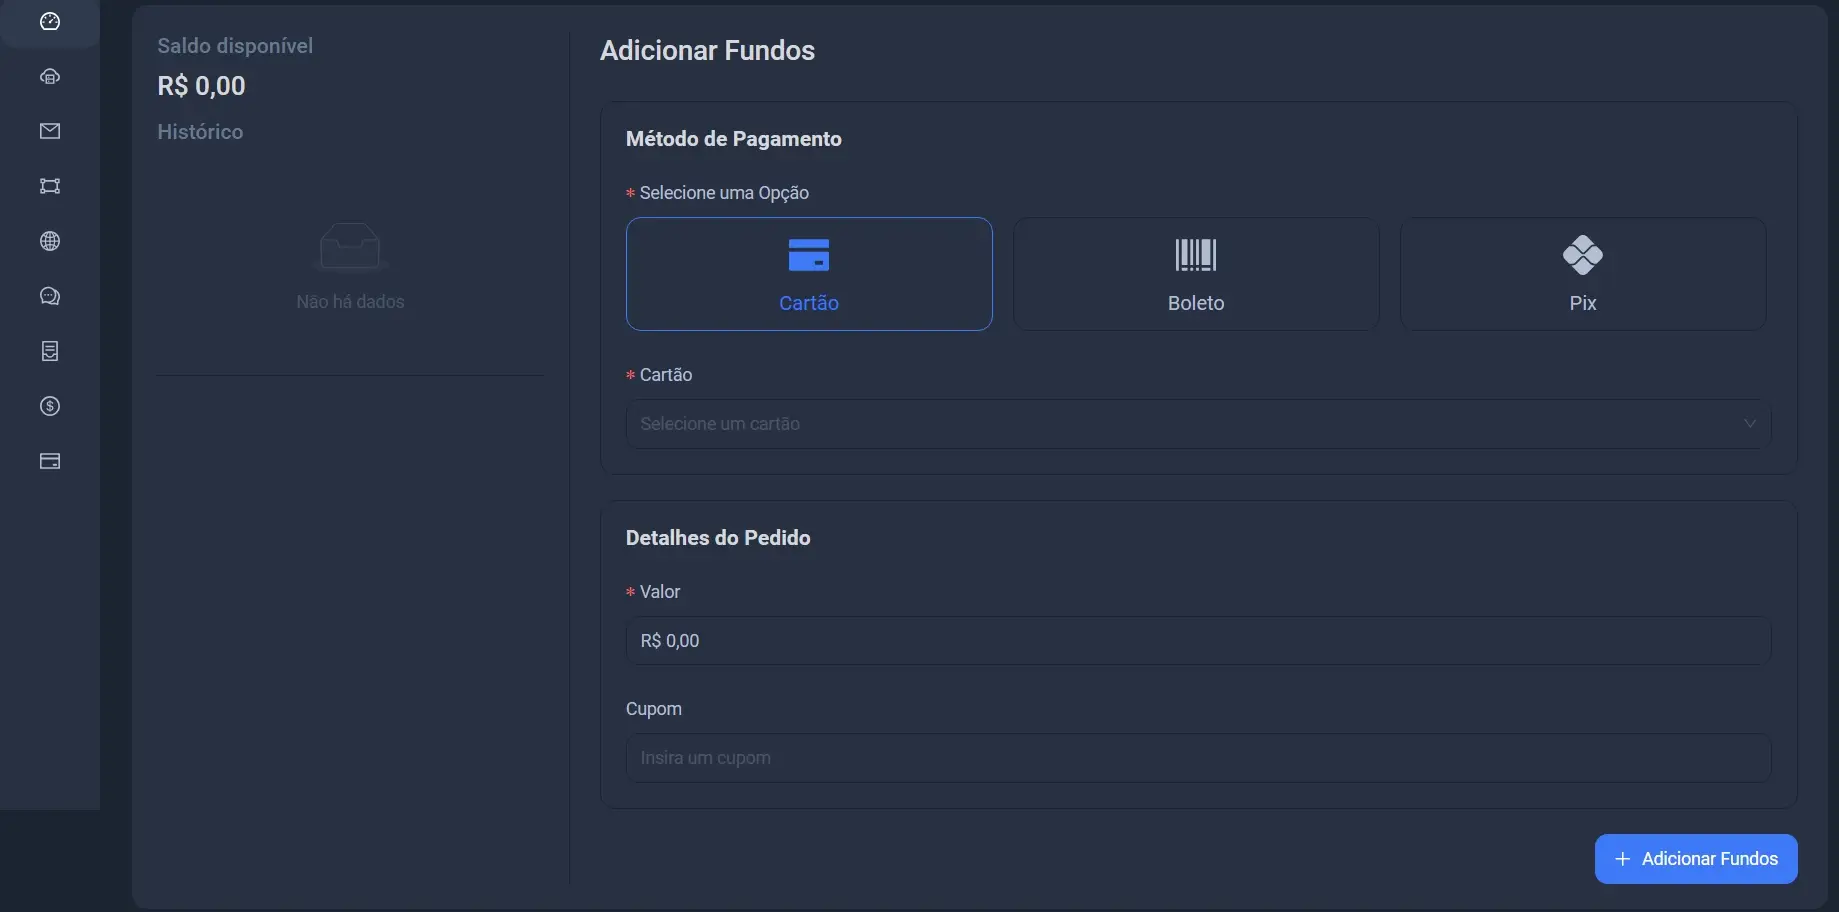 Saldo disponível
R$ 0,00
Histórico
Não há dados
Adicionar Fundos
Método de Pagamento
* Selecione uma Opção
Cartão
Boleto
Pix
* Cartão
Selecione um cartão
Detalhes do Pedido
* Valor
R$ 0,00
Cupom
Insira um cupom
+ Adicionar Fundos